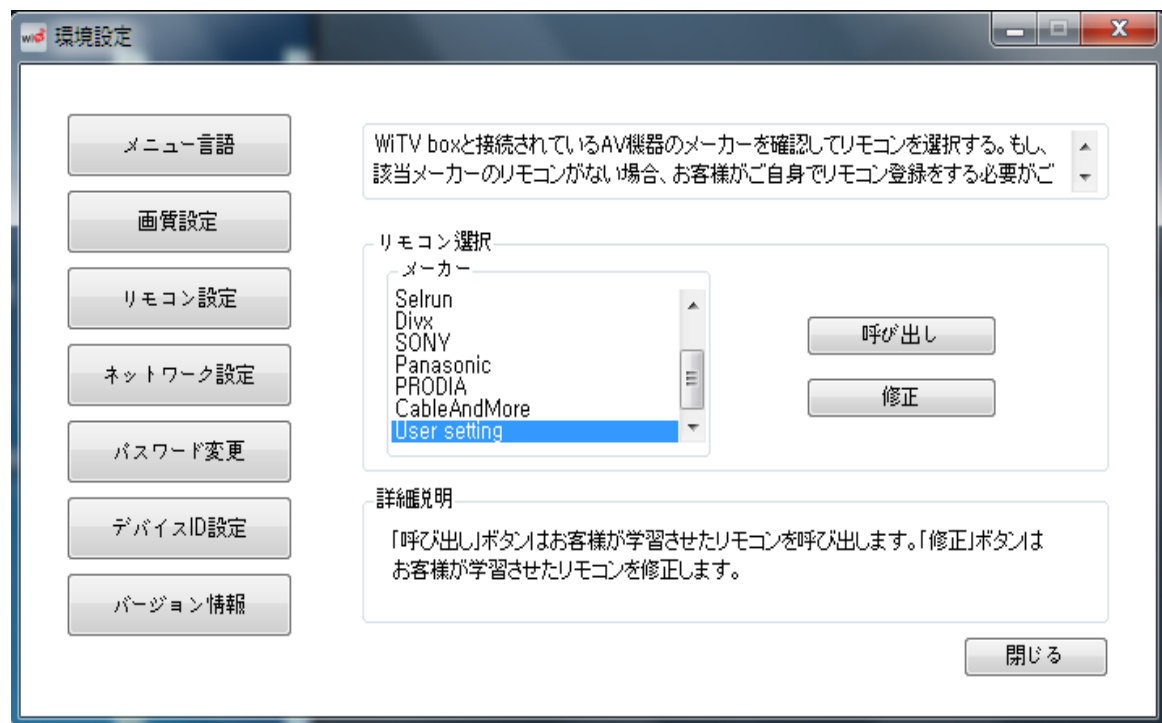 wi3 環境設定
メニュー言語
画質設定
リモコン設定
ネットワーク設定
パスワード変更
デバイスID設定
バージョン情報
WiTV boxと接続されているAV機器のメーカーを確認してリモコンを選択する。もし、
該当メーカーのリモコンがない場合、お客様がご自身でリモコン登録をする必要がご
リモコン選択
メーカー
Selrun
Divx
SONY
Panasonic
PRODIA
CableAndMore
User setting
呼び出し
修正
詳細説明
「呼び出し」ボタンはお客様が学習させたリモコンを呼び出します。「修正」ボタンは
お客様が学習させたリモコンを修正します。
閉じる